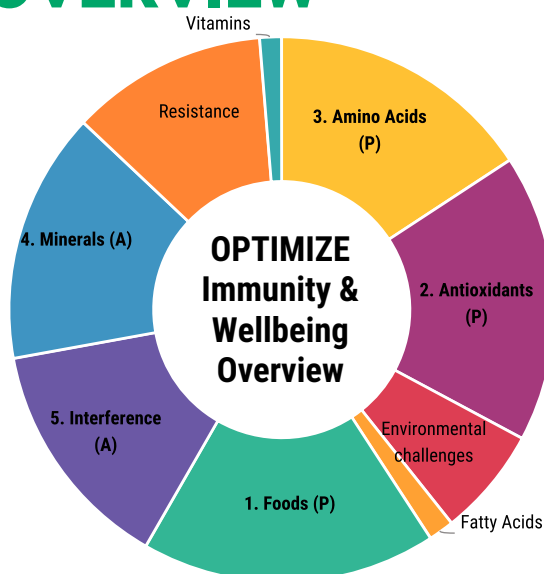 OVERVIEW
Vitamins
Resistance
3. Amino Acids
(P)
4. Minerals (A)
2. Antioxidants
(P)
OPTIMIZE
Immunity &
Wellbeing
Overview
5. Interference
(A)
Environmental
challenges
1. Foods (P)
Fatty Acids